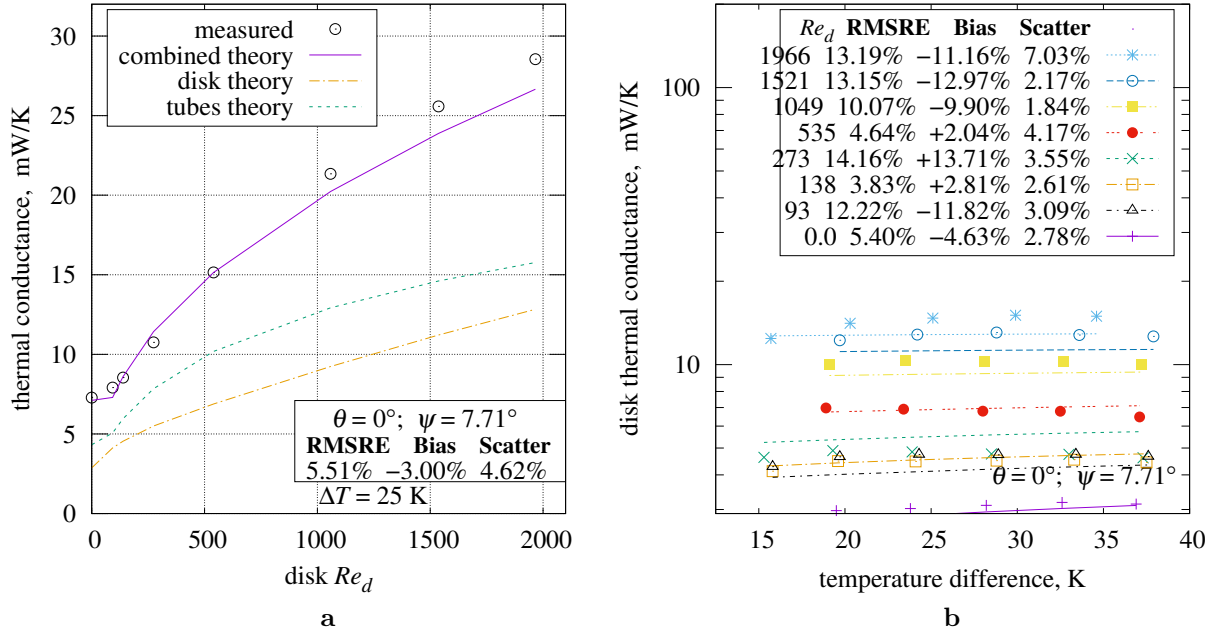 measured
combined theory
disk theory
tubes theory
thermal conductance, mW/K
30
25
20
15
10
5
0
θ = 0°; ψ = 7.71°
RMSRE Bias Scatter
5.51% −3.00% 4.62%
ΔT = 25 K
0 500 1000 1500 2000
disk Re_d
a
Re_d RMSRE Bias Scatter
1966 13.19% −11.16% 7.03%
1521 13.15% −12.97% 2.17%
1049 10.07% −9.90% 1.84%
535 4.64% +2.04% 4.17%
273 14.16% +13.71% 3.55%
138 3.83% +2.81% 2.61%
93 12.22% −11.82% 3.09%
0.0 5.40% −4.63% 2.78%
disk thermal conductance, mW/K
100
10
θ = 0°; ψ = 7.71°
15 20 25 30 35 40
temperature difference, K
b